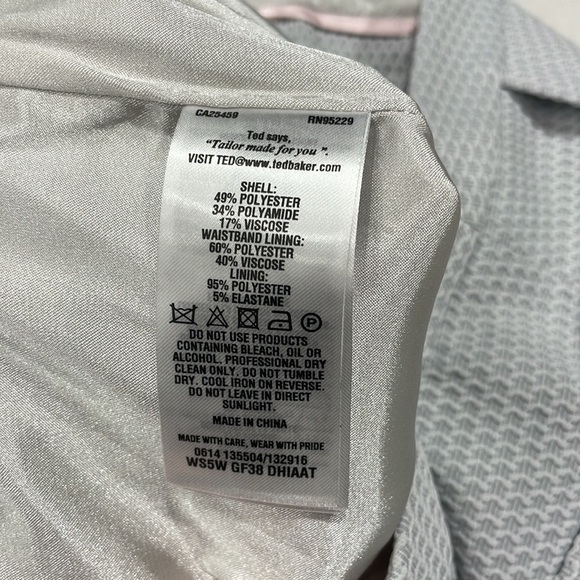 CA25459 RN95229
Ted says,
"Tailor made for you".
VISIT TED@www.tedbaker.com
SHELL:
49% POLYESTER
34% POLYAMIDE
17% VISCOSE
WAISTBAND LINING:
60% POLYESTER
40% VISCOSE
LINING:
95% POLYESTER
5% ELASTANE
P
DO NOT USE PRODUCTS
CONTAINING BLEACH, OIL OR
ALCOHOL. PROFESSIONAL DRY
CLEAN ONLY. DO NOT TUMBLE
DRY. COOL IRON ON REVERSE.
DO NOT LEAVE IN DIRECT
SUNLIGHT.
MADE IN CHINA
MADE WITH CARE, WEAR WITH PRIDE
0614 135504/132916
WS5W GF38 DHIAAT